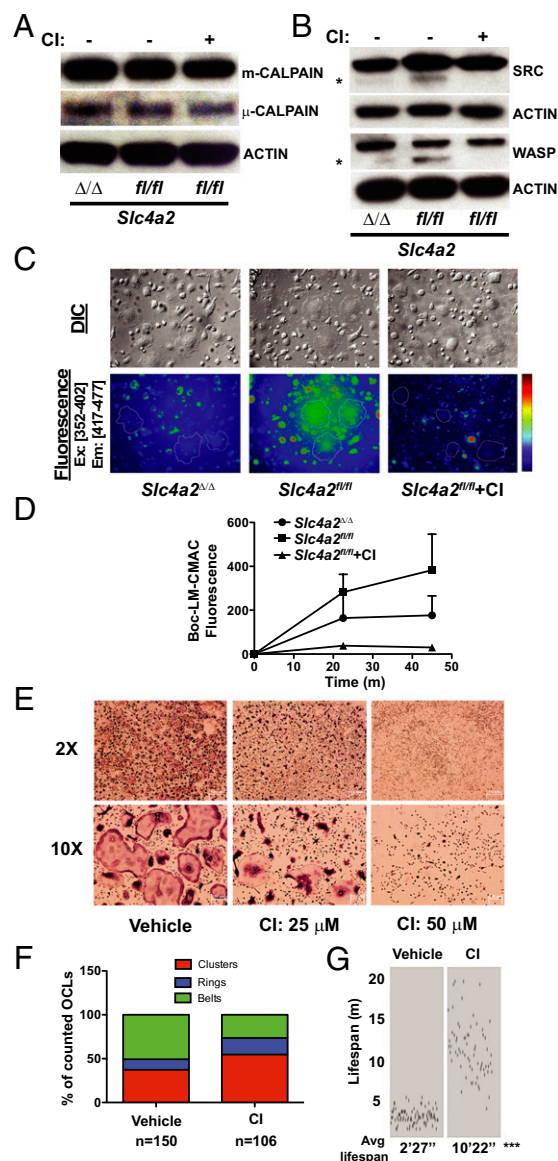 A
CI: - - +
m-CALPAIN
μ-CALPAIN
ACTIN
Δ/Δ fl/fl fl/fl
Slc4a2
B
CI: - - +
* SRC
ACTIN
* WASP
ACTIN
Δ/Δ fl/fl fl/fl
Slc4a2
C
DIC
Fluorescence
Ex: [352-402]
Em: [417-477]
Slc4a2Δ/Δ Slc4a2fl/fl Slc4a2fl/fl+CI
D
Boc-LM-CMAC
Fluorescence
600
400
200
0
Slc4a2Δ/Δ
Slc4a2fl/fl
Slc4a2fl/fl+CI
0 10 20 30 40 50
Time (m)
E
2X
10X
Vehicle CI: 25 μM CI: 50 μM
F
% of counted OCLs
150
100
50
0
Clusters
Rings
Belts
Vehicle CI
n=150 n=106
G
Vehicle CI
Lifespan (m)
20
15
10
5
Avg
lifespan
2’27’’ 10’22’’ ***